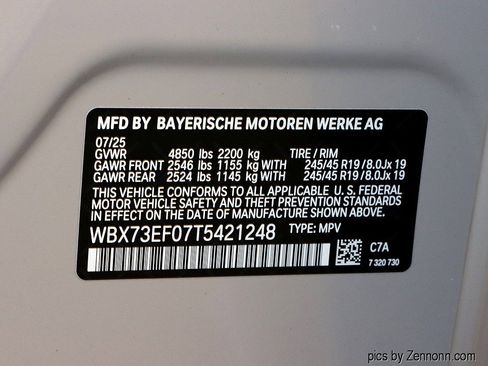 MFD BY BAYERISCHE MOTOREN WERKE AG
07/25
GVWR 4850 lbs 2200 kg TIRE / RIM
GAWR FRONT 2546 lbs 1155 kg WITH 245/45 R19 / 8.0Jx 19
GAWR REAR 2524 lbs 1145 kg WITH 245/45 R19 / 8.0Jx 19
THIS VEHICLE CONFORMS TO ALL APPLICABLE U. S. FEDERAL
MOTOR VEHICLE SAFETY AND THEFT PREVENTION STANDARDS
IN EFFECT ON THE DATE OF MANUFACTURE SHOWN ABOVE.
WBX73EF07T5421248 TYPE: MPV
C7A
7 320 730
pics by Zennonn.com